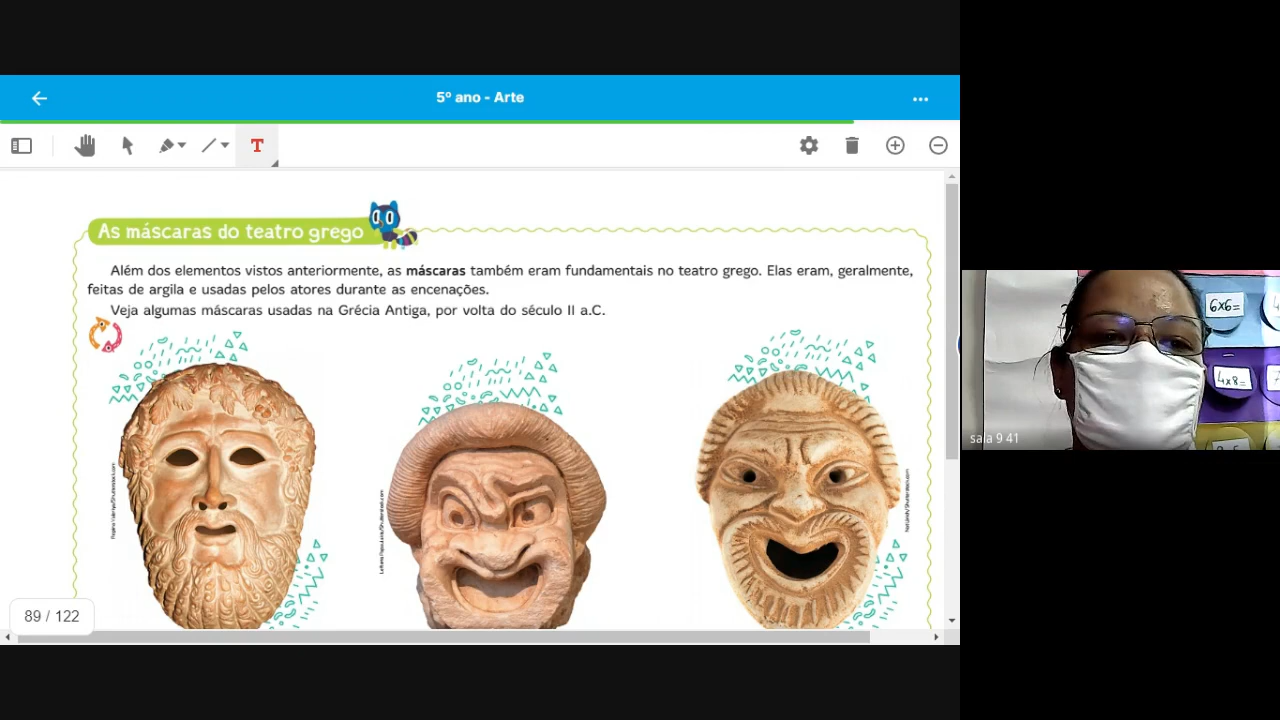 5º ano - Arte
T
As máscaras do teatro grego
Além dos elementos vistos anteriormente, as máscaras também eram fundamentais no teatro grego. Elas eram, geralmente,
feitas de argila e usadas pelos atores durante as encenações.
Veja algumas máscaras usadas na Grécia Antiga, por volta do século II a.C.
89 / 122
6x6=
4x8=
sala 9 41